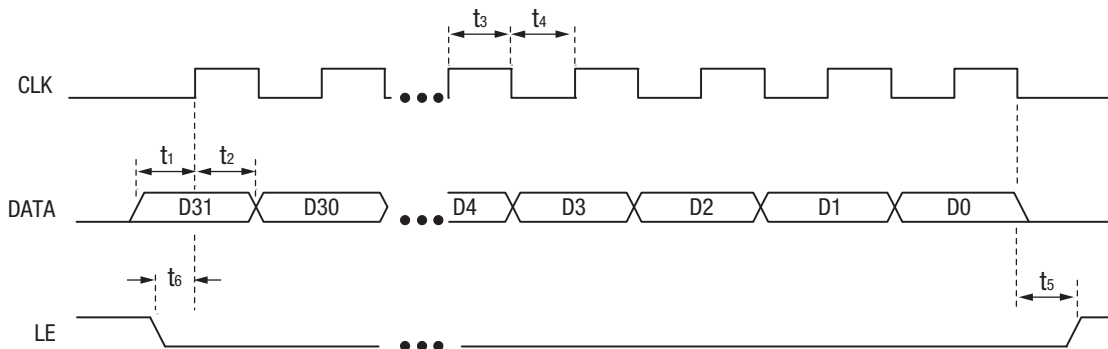 t3 t4
CLK
t1 t2
DATA D31 D30 D4 D3 D2 D1 D0
t6 t5
LE